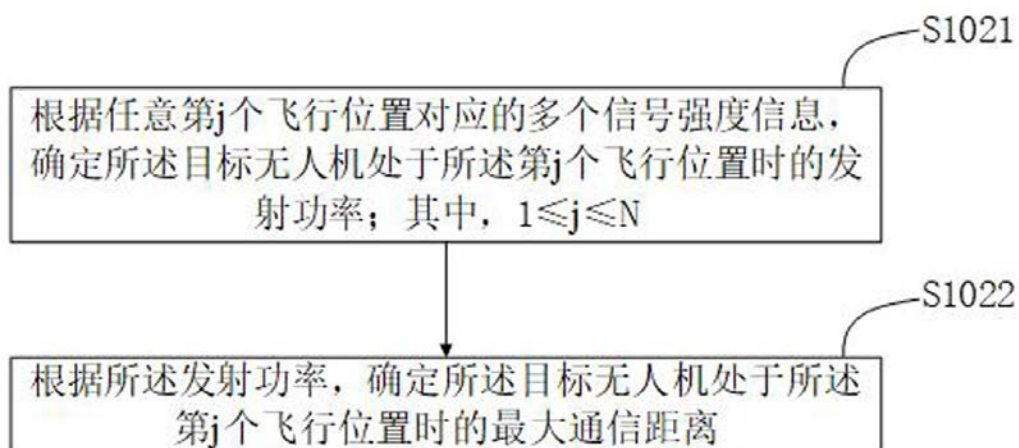 S1021
根据任意第j个飞行位置对应的多个信号强度信息，
确定所述目标无人机处于所述第j个飞行位置时的发
射功率；其中，1≤j≤N
S1022
根据所述发射功率，确定所述目标无人机处于所述
第j个飞行位置时的最大通信距离